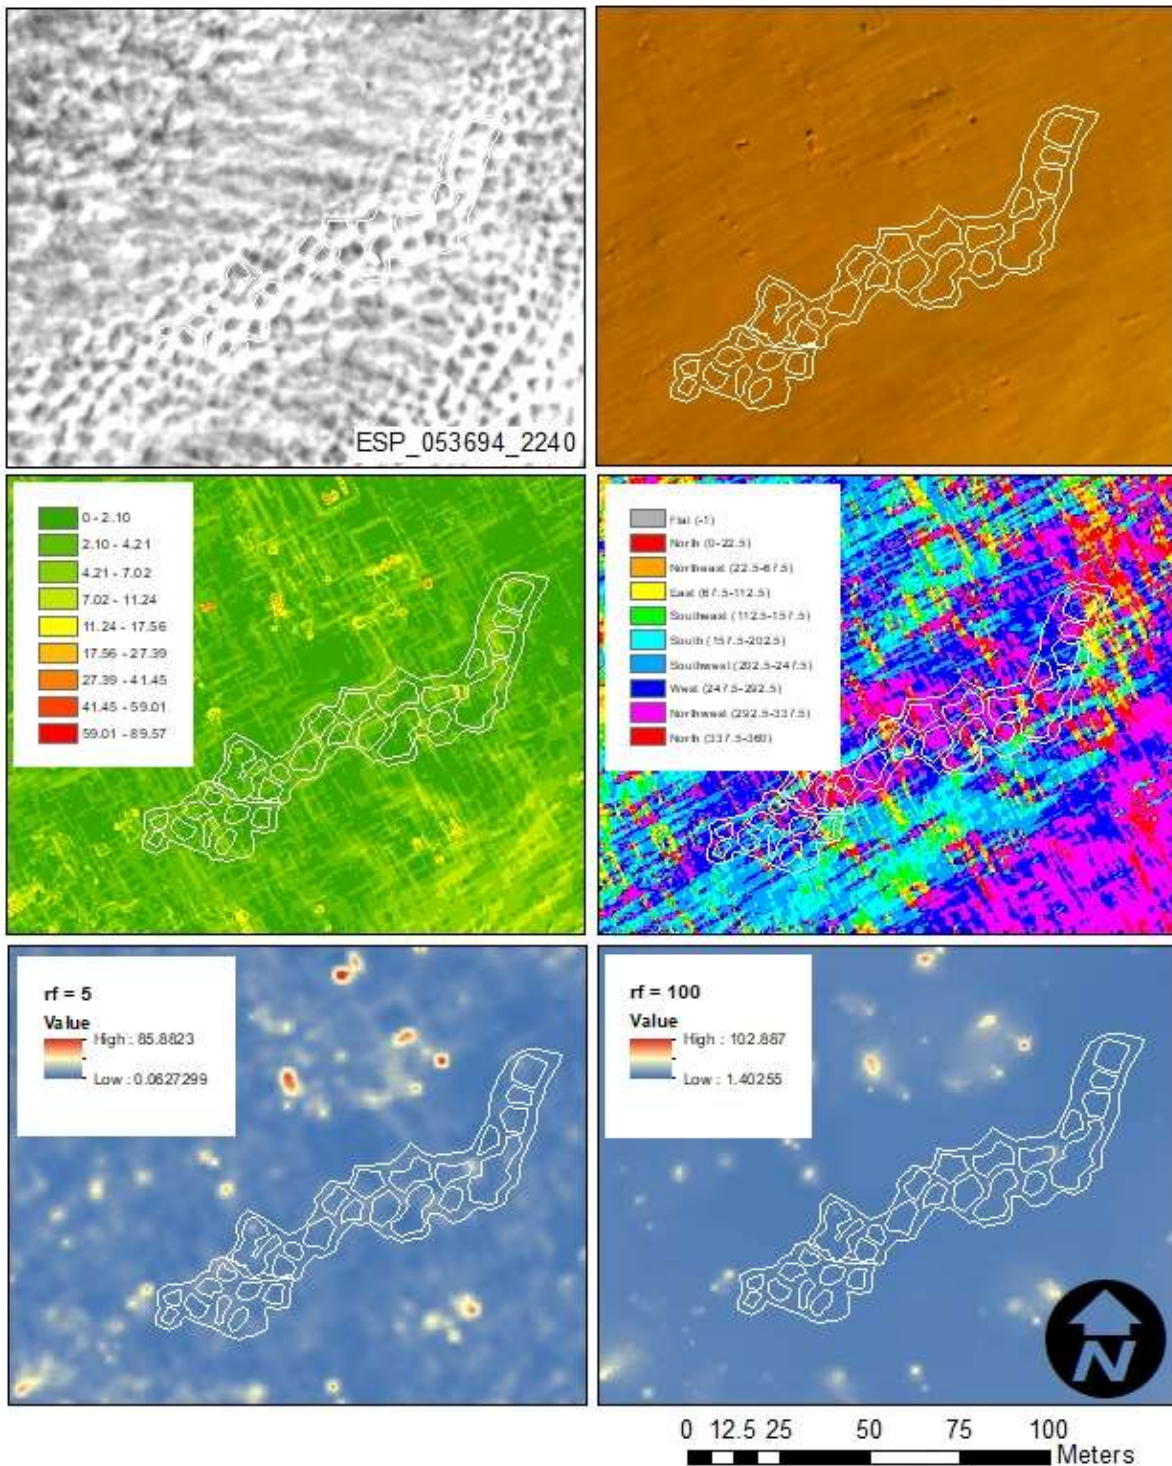 ESP_053694_2240
0 - 2.10
2.10 - 4.21
4.21 - 7.02
7.02 - 11.24
11.24 - 17.56
17.56 - 27.39
27.39 - 41.45
41.45 - 59.01
59.01 - 89.57
Flat (-1)
North (0-22.5)
Northeast (22.5-67.5)
East (67.5-112.5)
Southeast (112.5-157.5)
South (157.5-202.5)
Southwest (202.5-247.5)
West (247.5-292.5)
Northwest (292.5-337.5)
North (337.5-360)
rf = 5
Value
High : 85.8823
Low : 0.0627299
rf = 100
Value
High : 102.887
Low : 1.40255
N
0 12.5 25 50 75 100
Meters